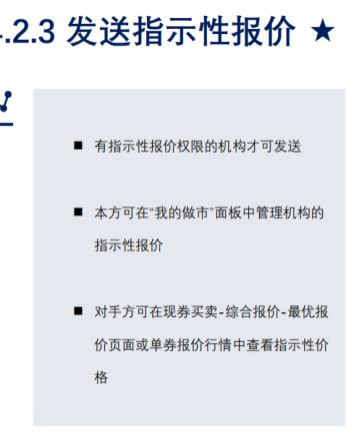 .2.3 发送指示性报价 ★
■ 有指示性报价权限的机构才可发送
■ 本方可在“我的做市”面板中管理机构的
指示性报价
■ 对手方可在现券买卖-综合报价-最优报
价页面或单券报价行情中查看指示性价
格